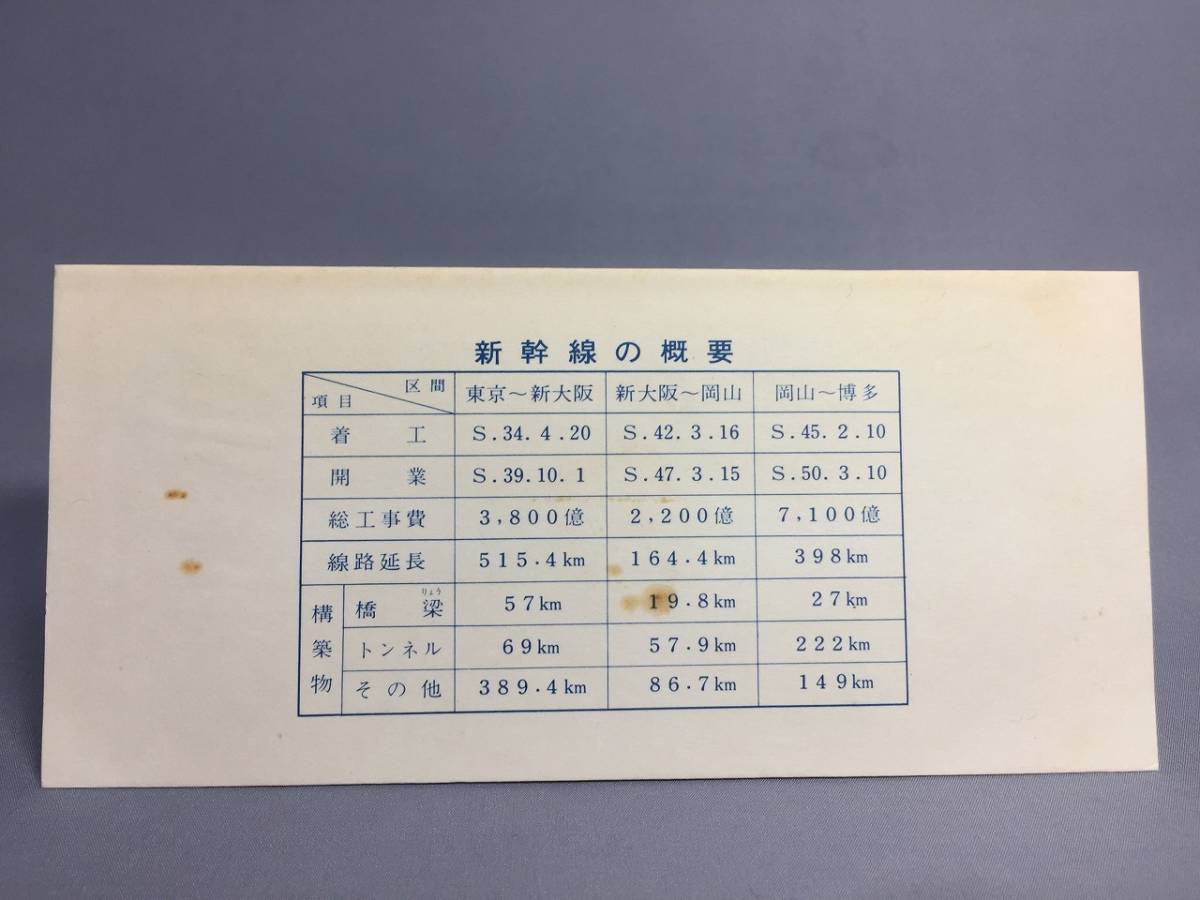 新幹線の概要
区間 項目 東京～新大阪 新大阪～岡山 岡山～博多
着工 S.34.4.20 S.42.3.16 S.45.2.10
開業 S.39.10.1 S.47.3.15 S.50.3.10
総工事費 3,800億 2,200億 7,100億
線路延長 515.4km 164.4km 398km
構築物 橋梁 りょう 57km 19.8km 27km
トンネル 69km 57.9km 222km
その他 389.4km 86.7km 149km